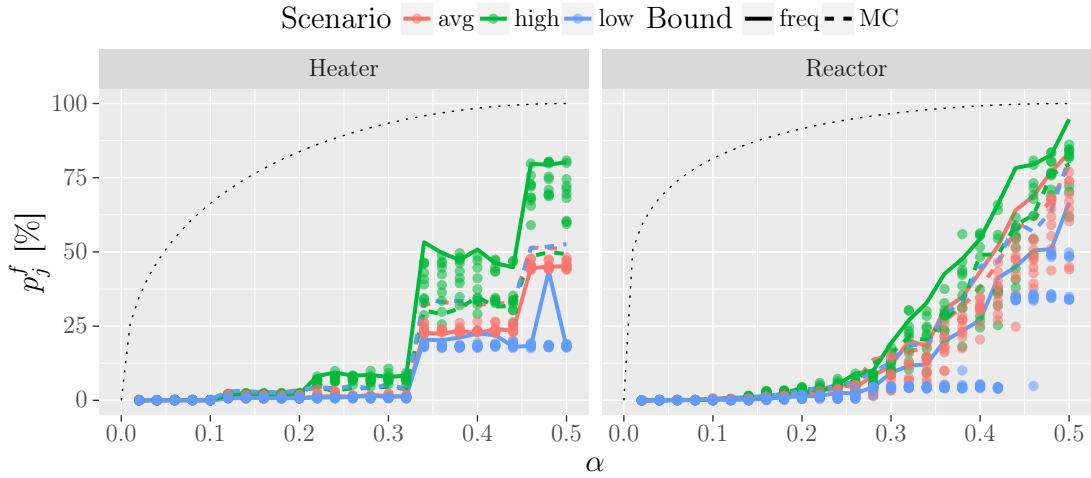 Scenario avg high low Bound freq MC
Heater Reactor
100
75
50
25
0
p_j^f [%]
0.0 0.1 0.2 0.3 0.4 0.5 0.0 0.1 0.2 0.3 0.4 0.5
α